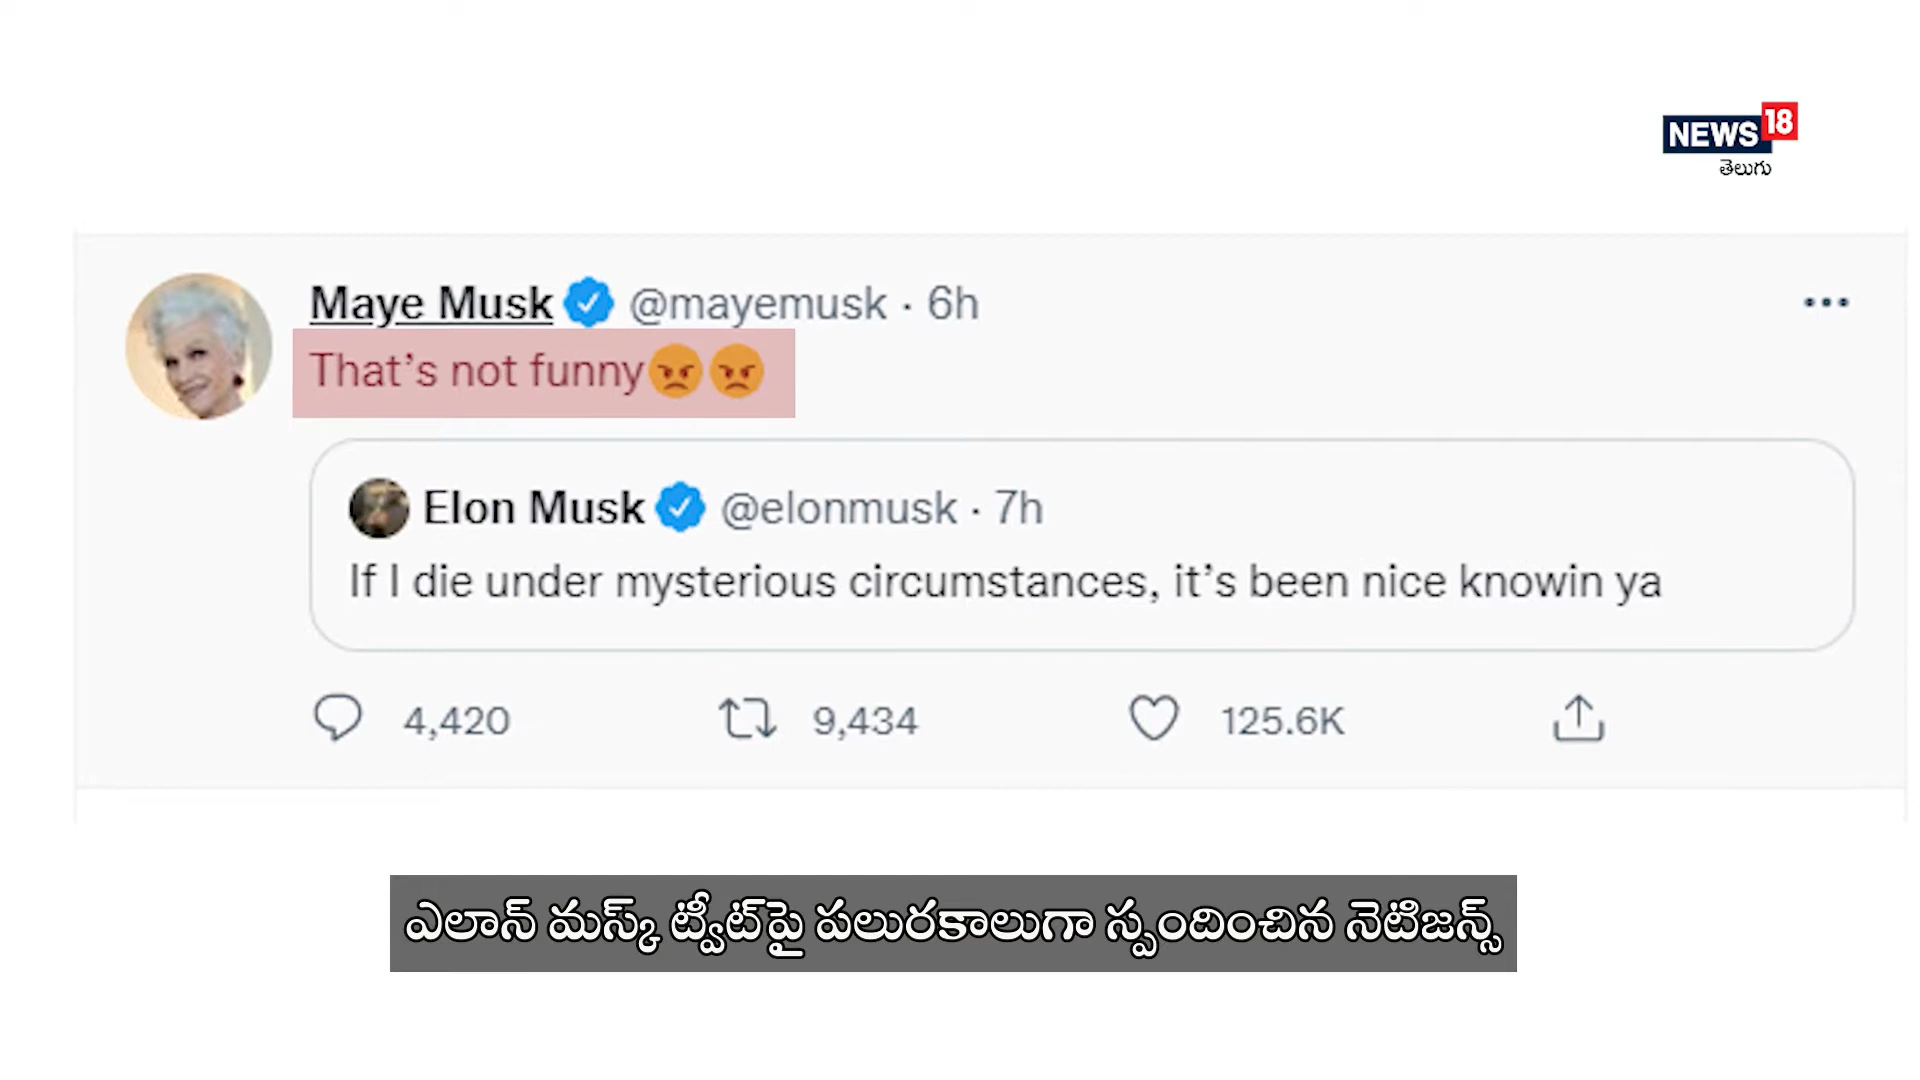 NEWS18
తెలుగు
Maye Musk @mayemusk · 6h
That's not funny😡😡
Elon Musk @elonmusk · 7h
If I die under mysterious circumstances, it's been nice knowin ya
4,420 9,434 125.6K
ఎలాన్ మస్క్ ట్వీట్‌పై పలురకాలుగా స్పందించిన నెటిజన్స్